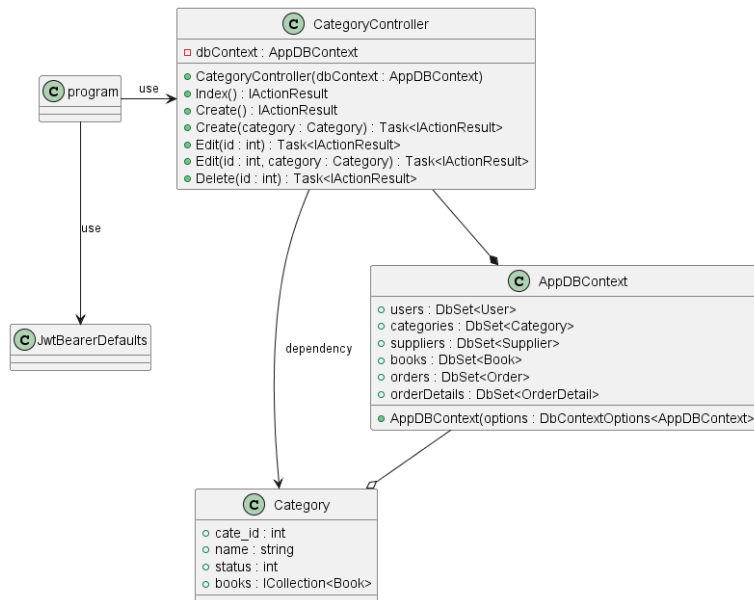 C CategoryController
dbContext : AppDBContext
CategoryController(dbContext : AppDBContext)
Index() : IActionResult
Create() : IActionResult
Create(category : Category) : Task<IActionResult>
Edit(id : int) : Task<IActionResult>
Edit(id : int, category : Category) : Task<IActionResult>
Delete(id : int) : Task<IActionResult>
C program
use
use
C JwtBearerDefaults
dependency
C AppDBContext
users : DbSet<User>
categories : DbSet<Category>
suppliers : DbSet<Supplier>
books : DbSet<Book>
orders : DbSet<Order>
orderDetails : DbSet<OrderDetail>
AppDBContext(options : DbContextOptions<AppDBContext>
C Category
cate_id : int
name : string
status : int
books : ICollection<Book>